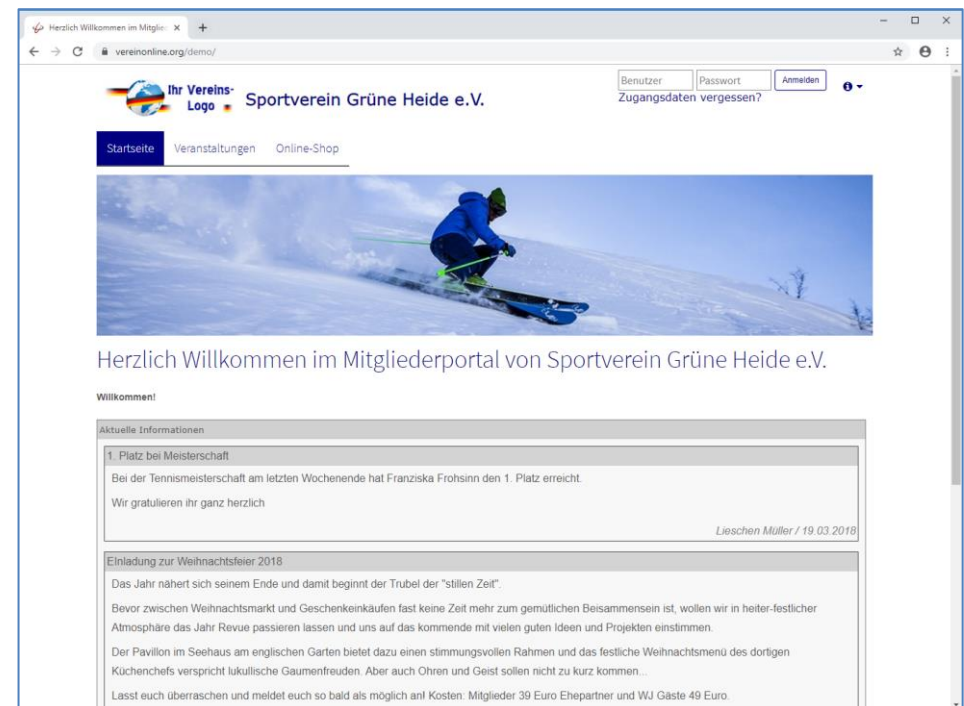 Herzlich Willkommen im Mitglie
vereinonline.org/demo/
Ihr Vereins-
Logo
Sportverein Grüne Heide e.V.
Benutzer Passwort Anmelden
Zugangsdaten vergessen?
Startseite Veranstaltungen Online-Shop
Herzlich Willkommen im Mitgliederportal von Sportverein Grüne Heide e.V.
Willkommen!
Aktuelle Informationen
1. Platz bei Meisterschaft
Bei der Tennismeisterschaft am letzten Wochenende hat Franziska Frohsinn den 1. Platz erreicht.
Wir gratulieren ihr ganz herzlich
Lieschen Müller / 19.03.2018
EInladung zur Weihnachtsfeier 2018
Das Jahr nähert sich seinem Ende und damit beginnt der Trubel der "stillen Zeit".
Bevor zwischen Weihnachtsmarkt und Geschenkeinkäufen fast keine Zeit mehr zum gemütlichen Beisammensein ist, wollen wir in heiter-festlicher
Atmosphäre das Jahr Revue passieren lassen und uns auf das kommende mit vielen guten Ideen und Projekten einstimmen.
Der Pavillon im Seehaus am englischen Garten bietet dazu einen stimmungsvollen Rahmen und das festliche Weihnachtsmenü des dortigen
Küchenchefs verspricht lukullische Gaumenfreuden. Aber auch Ohren und Geist sollen nicht zu kurz kommen...
Lasst euch überraschen und meldet euch so bald als möglich an! Kosten: Mitglieder 39 Euro Ehepartner und WJ Gäste 49 Euro.